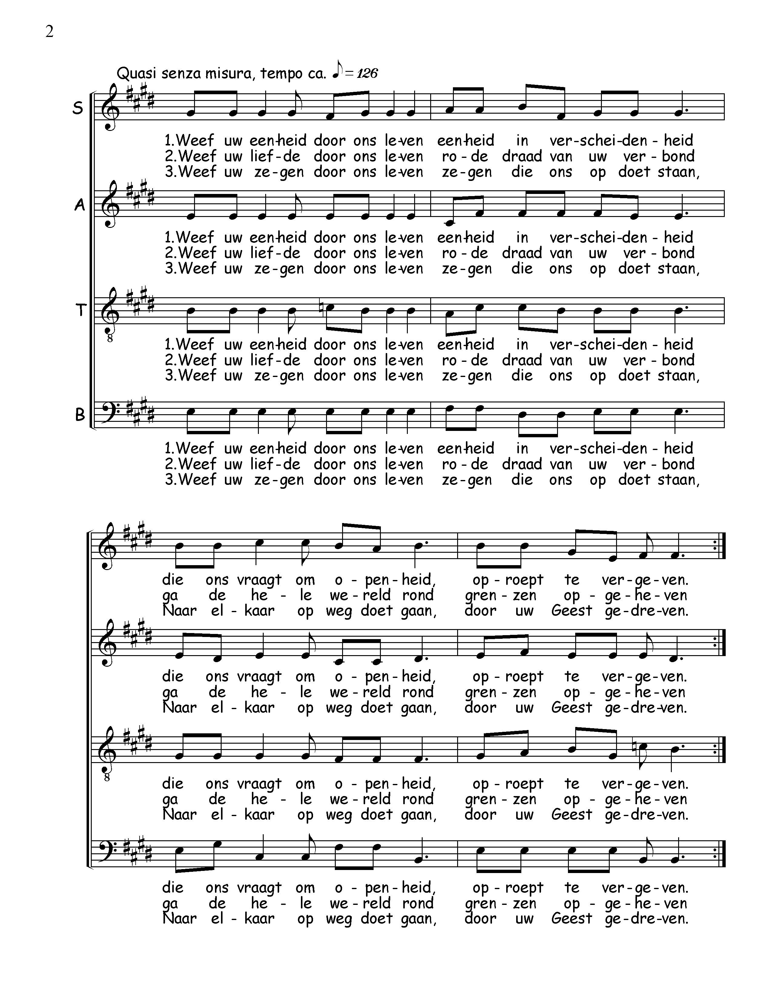 2
Quasi senza misura, tempo ca. ♪ = 126
S
1.Weef uw een-heid door ons le-ven een-heid in ver-schei-den - heid
2.Weef uw lief-de door ons le-ven ro - de draad van uw ver - bond
3.Weef uw ze-gen door ons le-ven ze-gen die ons op doet staan,
A
1.Weef uw een-heid door ons le-ven een-heid in ver-schei-den - heid
2.Weef uw lief-de door ons le-ven ro - de draad van uw ver - bond
3.Weef uw ze-gen door ons le-ven ze-gen die ons op doet staan,
T
8
1.Weef uw een-heid door ons le-ven een-heid in ver-schei-den - heid
2.Weef uw lief-de door ons le-ven ro - de draad van uw ver - bond
3.Weef uw ze-gen door ons le-ven ze-gen die ons op doet staan,
B
1.Weef uw een-heid door ons le-ven een-heid in ver-schei-den - heid
2.Weef uw lief-de door ons le-ven ro - de draad van uw ver - bond
3.Weef uw ze-gen door ons le-ven ze-gen die ons op doet staan,
die ons vraagt om o - pen - heid, op - roept te ver - ge - ven.
ga de he - le we - reld rond gren - zen op - ge - he - ven
Naar el - kaar op weg doet gaan, door uw Geest ge-dre-ven.
die ons vraagt om o - pen - heid, op - roept te ver - ge - ven.
ga de he - le we - reld rond gren - zen op - ge - he - ven
Naar el - kaar op weg doet gaan, door uw Geest ge-dre-ven.
8
die ons vraagt om o - pen - heid, op - roept te ver - ge - ven.
ga de he - le we - reld rond gren - zen op - ge - he - ven
Naar el - kaar op weg doet gaan, door uw Geest ge-dre-ven.
die ons vraagt om o - pen - heid, op - roept te ver - ge - ven.
ga de he - le we - reld rond gren - zen op - ge - he - ven
Naar el - kaar op weg doet gaan, door uw Geest ge-dre-ven.